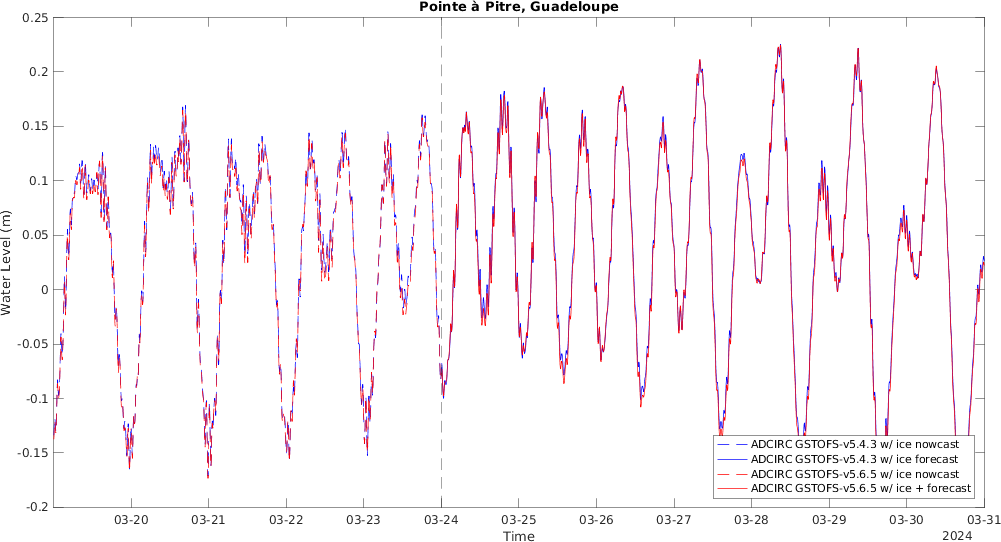 Pointe à Pitre, Guadeloupe
0.25
0.2
0.15
0.1
0.05
0
-0.05
-0.1
-0.15
-0.2
Water Level (m)
ADCIRC GSTOFS-v5.4.3 w/ ice nowcast
ADCIRC GSTOFS-v5.4.3 w/ ice forecast
ADCIRC GSTOFS-v5.6.5 w/ ice nowcast
ADCIRC GSTOFS-v5.6.5 w/ ice + forecast
03-20 03-21 03-22 03-23 03-24 03-25 03-26 03-27 03-28 03-29 03-30 03-31
Time
2024